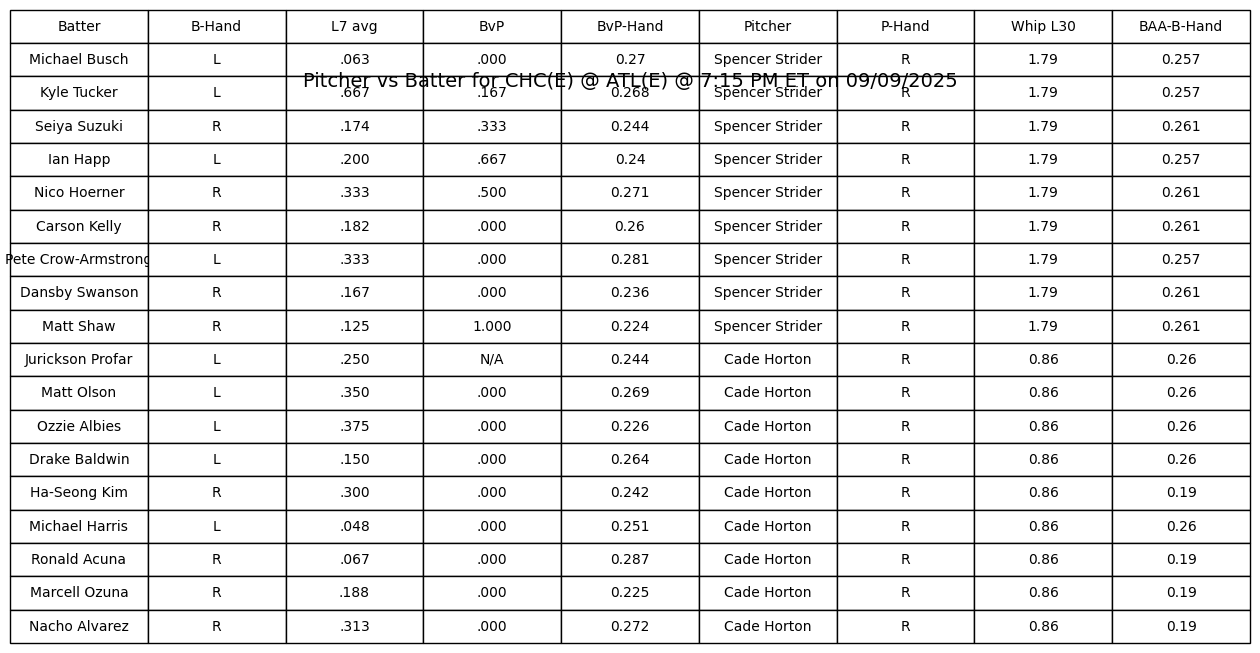 Batter B-Hand L7 avg BvP BvP-Hand Pitcher P-Hand Whip L30 BAA-B-Hand
Michael Busch L .063 .000 0.27 Spencer Strider R 1.79 0.257
Pitcher vs Batter for CHC(E) @ ATL(E) @ 7:15 PM ET on 09/09/2025
Kyle Tucker L .667 .167 0.268 Spencer Strider R 1.79 0.257
Seiya Suzuki R .174 .333 0.244 Spencer Strider R 1.79 0.261
Ian Happ L .200 .667 0.24 Spencer Strider R 1.79 0.257
Nico Hoerner R .333 .500 0.271 Spencer Strider R 1.79 0.261
Carson Kelly R .182 .000 0.26 Spencer Strider R 1.79 0.261
Pete Crow-Armstrong L .333 .000 0.281 Spencer Strider R 1.79 0.257
Dansby Swanson R .167 .000 0.236 Spencer Strider R 1.79 0.261
Matt Shaw R .125 1.000 0.224 Spencer Strider R 1.79 0.261
Jurickson Profar L .250 N/A 0.244 Cade Horton R 0.86 0.26
Matt Olson L .350 .000 0.269 Cade Horton R 0.86 0.26
Ozzie Albies L .375 .000 0.226 Cade Horton R 0.86 0.26
Drake Baldwin L .150 .000 0.264 Cade Horton R 0.86 0.26
Ha-Seong Kim R .300 .000 0.242 Cade Horton R 0.86 0.19
Michael Harris L .048 .000 0.251 Cade Horton R 0.86 0.26
Ronald Acuna R .067 .000 0.287 Cade Horton R 0.86 0.19
Marcell Ozuna R .188 .000 0.225 Cade Horton R 0.86 0.19
Nacho Alvarez R .313 .000 0.272 Cade Horton R 0.86 0.19